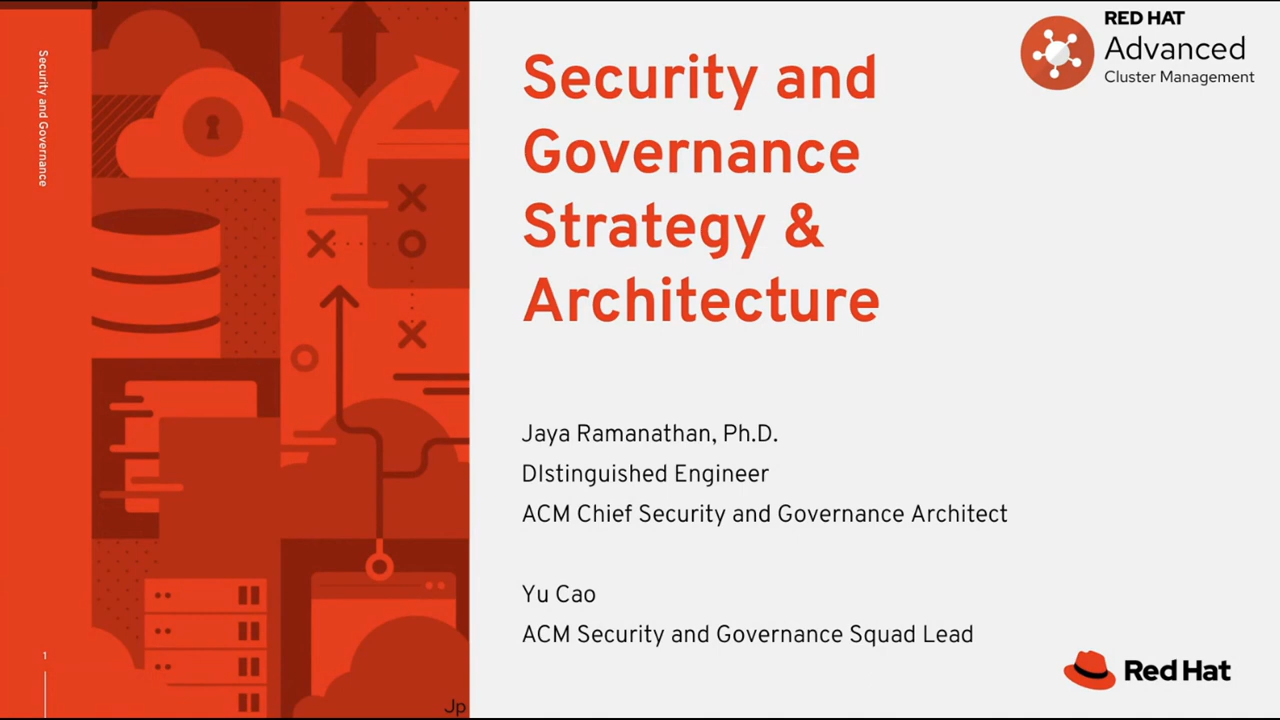 Security and Governance
RED HAT
Advanced
Cluster Management
Security and
Governance
Strategy &
Architecture
Jaya Ramanathan, Ph.D.
DIstinguished Engineer
ACM Chief Security and Governance Architect
Yu Cao
ACM Security and Governance Squad Lead
1
Jp
Red Hat